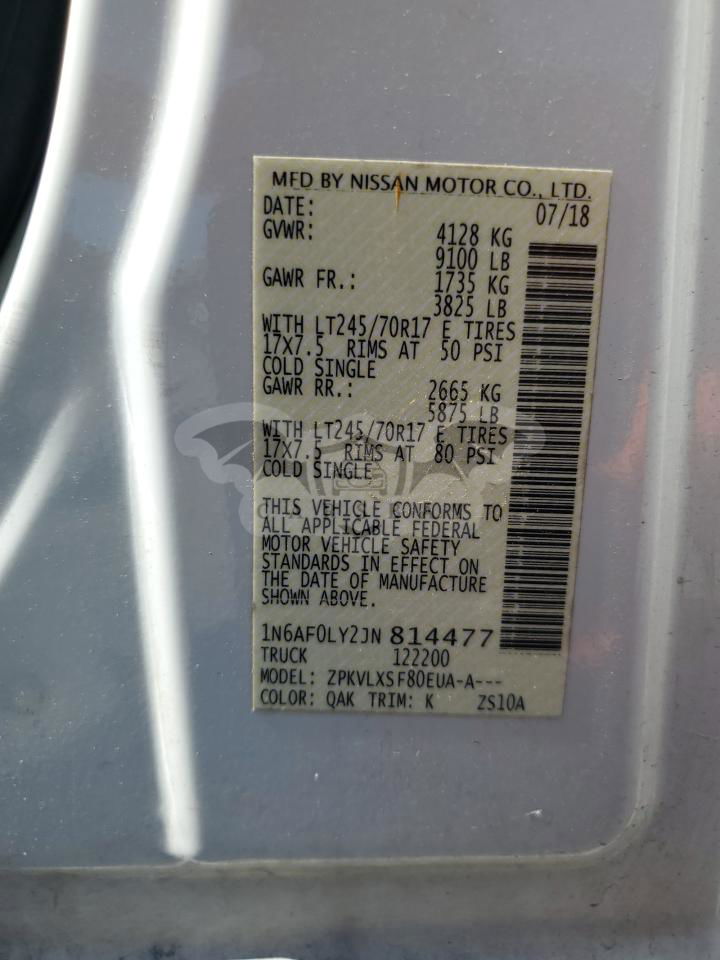 MFD BY NISSAN MOTOR CO., LTD.
DATE: 07/18
GVWR: 4128 KG
9100 LB
GAWR FR.: 1735 KG
3825 LB
WITH LT245/70R17 E TIRES
17X7.5 RIMS AT 50 PSI
COLD SINGLE
GAWR RR.: 2665 KG
5875 LB
WITH LT245/70R17 E TIRES
17X7.5 RIMS AT 80 PSI
COLD SINGLE
THIS VEHICLE CONFORMS TO
ALL APPLICABLE FEDERAL
MOTOR VEHICLE SAFETY
STANDARDS IN EFFECT ON
THE DATE OF MANUFACTURE
SHOWN ABOVE.
1N6AF0LY2JN 814477
TRUCK 122200
MODEL: ZPKVLXSF80EUA-A---
COLOR: QAK TRIM: K ZS10A